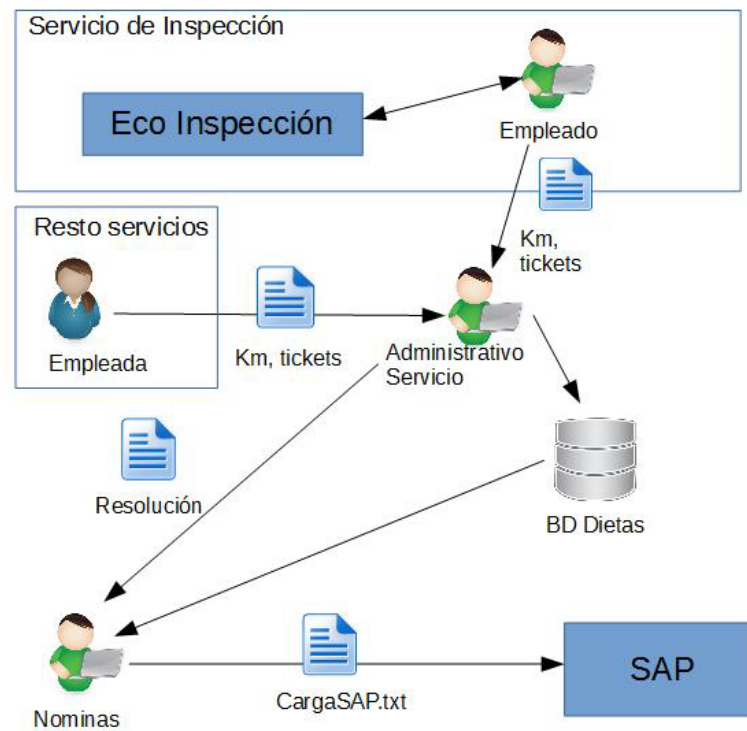 Servicio de Inspección
Eco Inspección
Empleado
Km,
tickets
Resto servicios
Empleada
Km, tickets
Administrativo
Servicio
Resolución
BD Dietas
Nominas
CargaSAP.txt
SAP